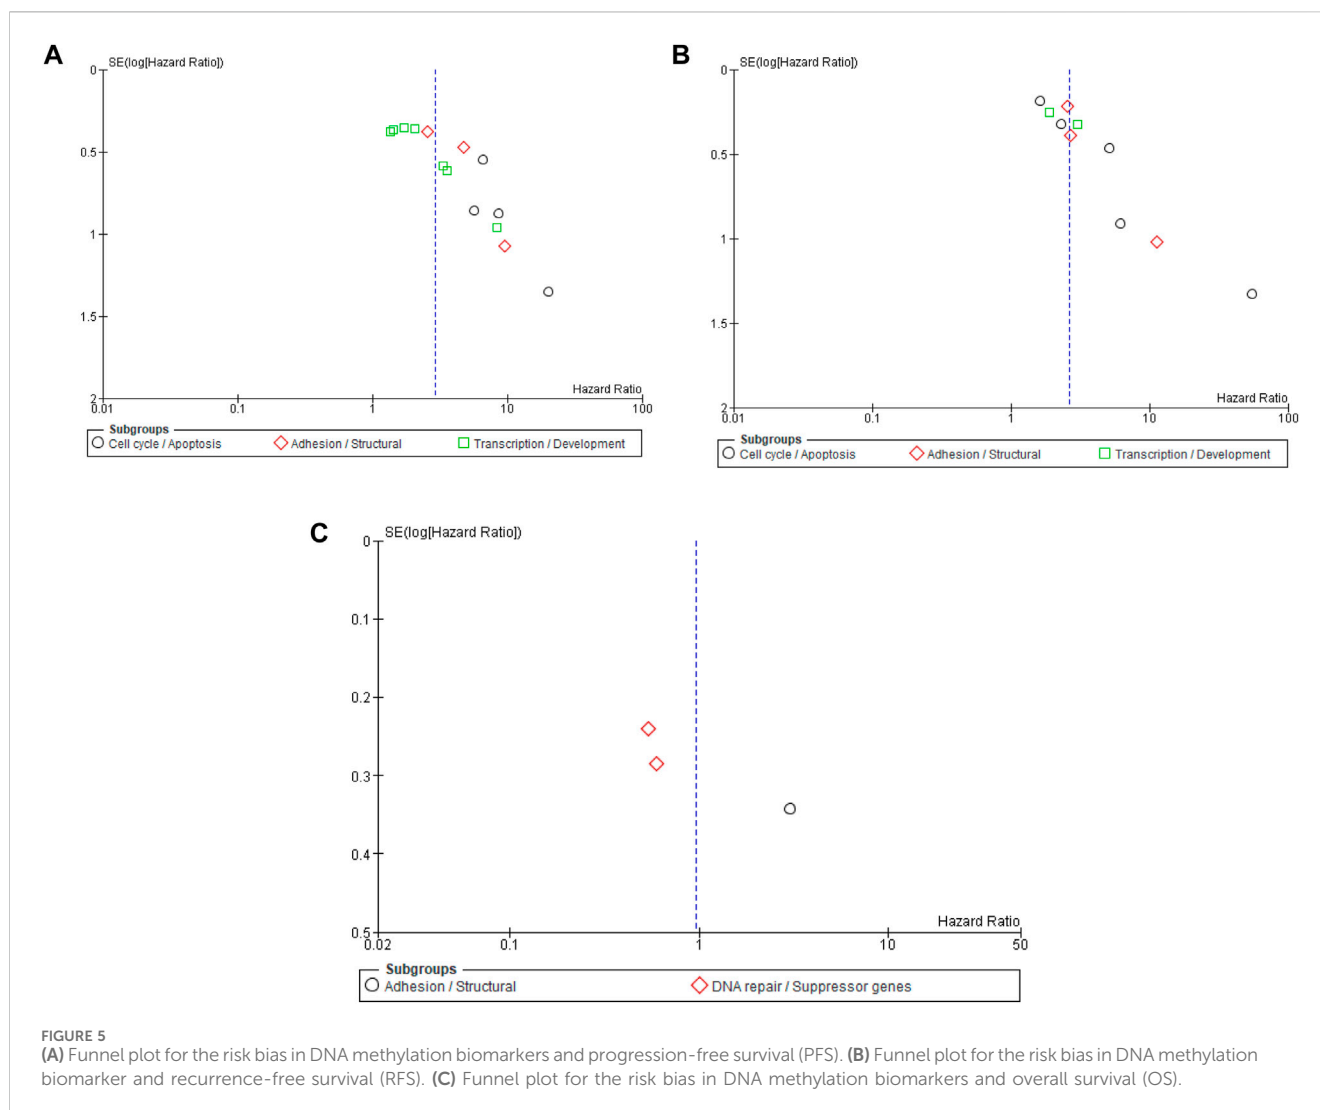 A
SE(log[Hazard Ratio])
0
0.5
1
1.5
2
0.01
0.1
1
10
100
Hazard Ratio
Subgroups
Cell cycle / Apoptosis
Adhesion / Structural
Transcription / Development
B
SE(log[Hazard Ratio])
0
0.5
1
1.5
2
0.01
0.1
1
10
100
Hazard Ratio
Subgroups
Cell cycle / Apoptosis
Adhesion / Structural
Transcription / Development
C
SE(log[Hazard Ratio])
0
0.1
0.2
0.3
0.4
0.5
0.02
0.1
1
10
50
Hazard Ratio
Subgroups
Adhesion / Structural
DNA repair / Suppressor genes
FIGURE 5
(A) Funnel plot for the risk bias in DNA methylation biomarkers and progression-free survival (PFS). (B) Funnel plot for the risk bias in DNA methylation
biomarker and recurrence-free survival (RFS). (C) Funnel plot for the risk bias in DNA methylation biomarkers and overall survival (OS).